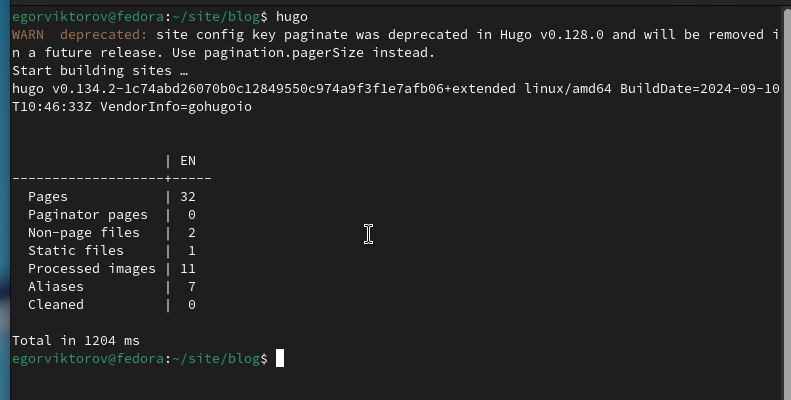 egorviktorov@fedora:~/site/blog$ hugo
WARN  deprecated: site config key paginate was deprecated in Hugo v0.128.0 and will be removed i
n a future release. Use pagination.pagerSize instead.
Start building sites …
hugo v0.134.2-1c74abd26070b0c12849550c974a9f3f1e7afb06+extended linux/amd64 BuildDate=2024-09-10
T10:46:33Z VendorInfo=gohugoio
                   | EN
-------------------+-----
  Pages            | 32
  Paginator pages  |  0
  Non-page files   |  2
  Static files     |  1
  Processed images | 11
  Aliases          |  7
  Cleaned          |  0
Total in 1204 ms
egorviktorov@fedora:~/site/blog$